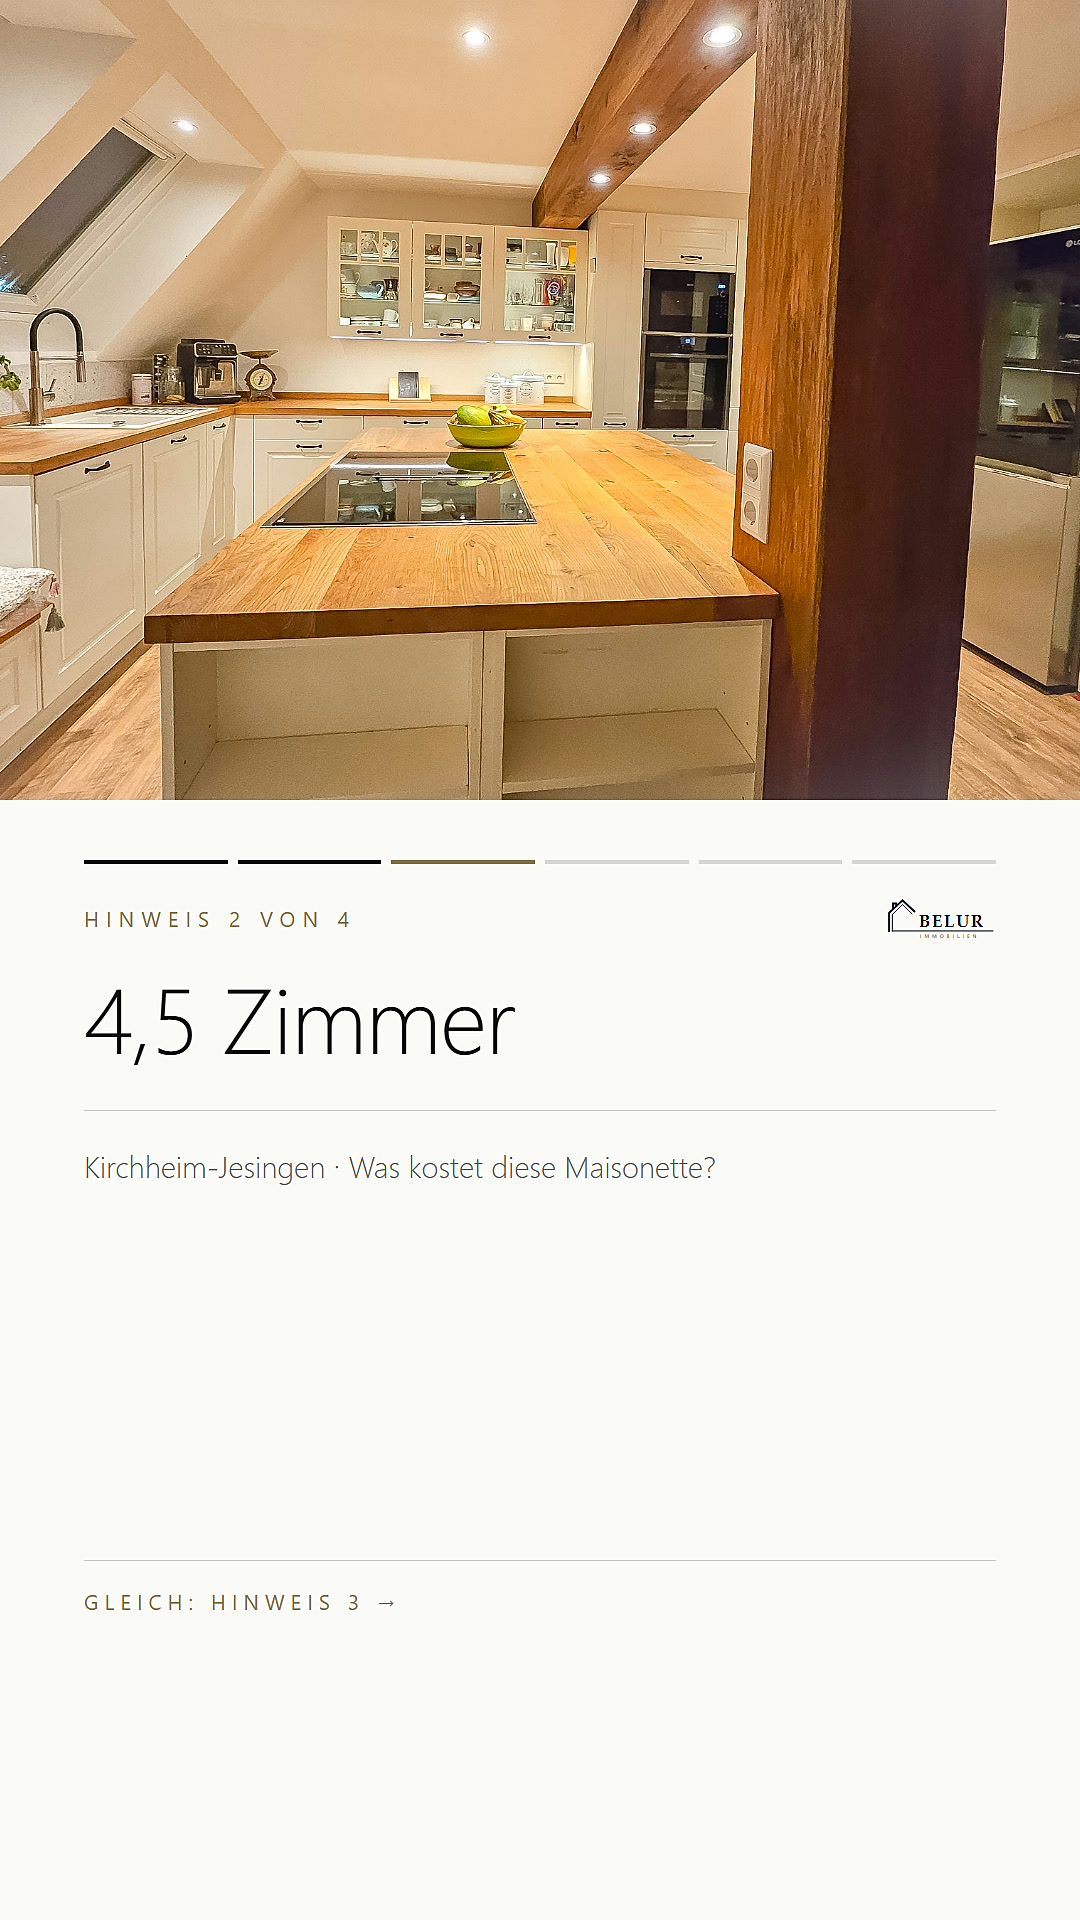 HINWEIS 2 VON 4
BELUR
IMMOBILIEN
4,5 Zimmer
Kirchheim-Jesingen · Was kostet diese Maisonette?
GLEICH: HINWEIS 3 →